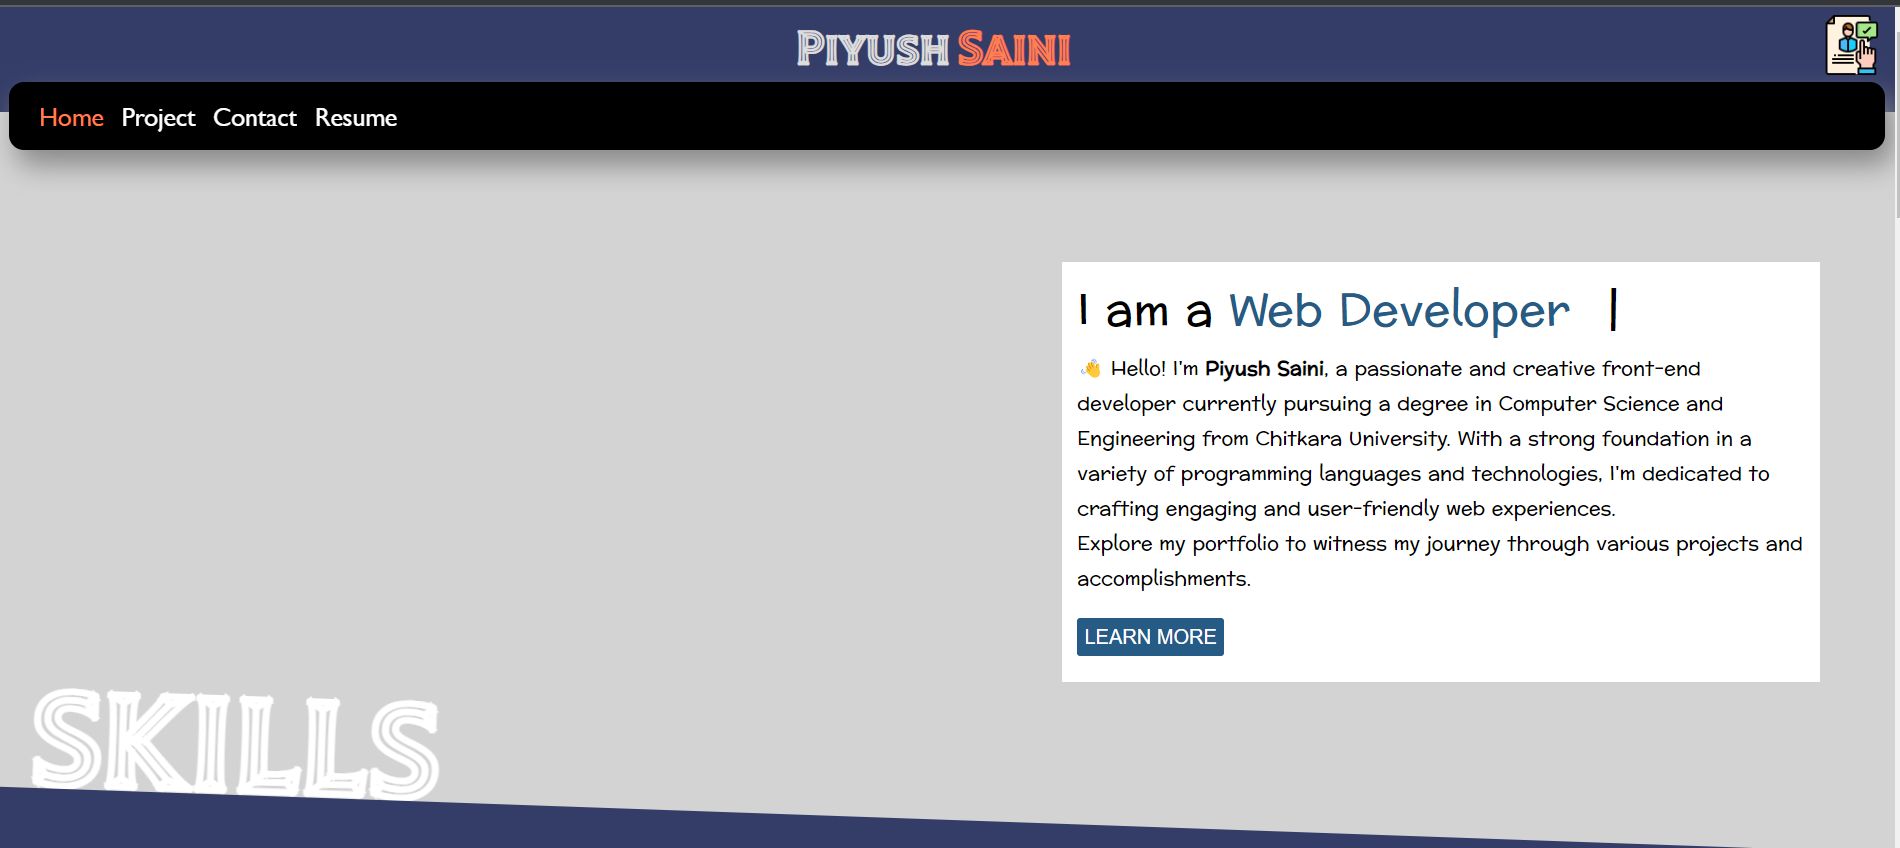 Piyush Saini
Home Project Contact Resume
I am a Web Developer |
👋 Hello! I'm Piyush Saini, a passionate and creative front-end
developer currently pursuing a degree in Computer Science and
Engineering from Chitkara University. With a strong foundation in a
variety of programming languages and technologies, I'm dedicated to
crafting engaging and user-friendly web experiences.
Explore my portfolio to witness my journey through various projects and
accomplishments.
LEARN MORE
SKILLS